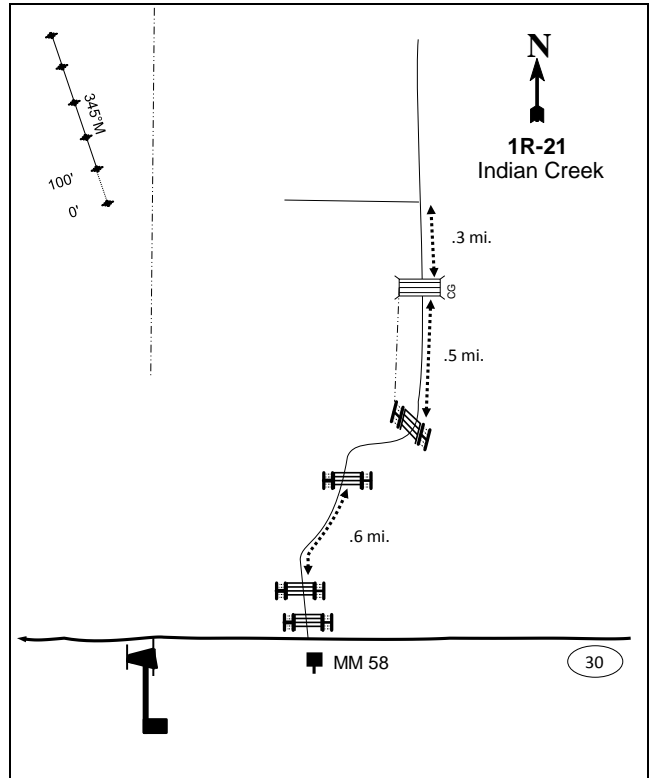 N
1R-21
Indian Creek
345°M
100'
0'
.3 mi.
CG
.5 mi.
.6 mi.
MM 58
30